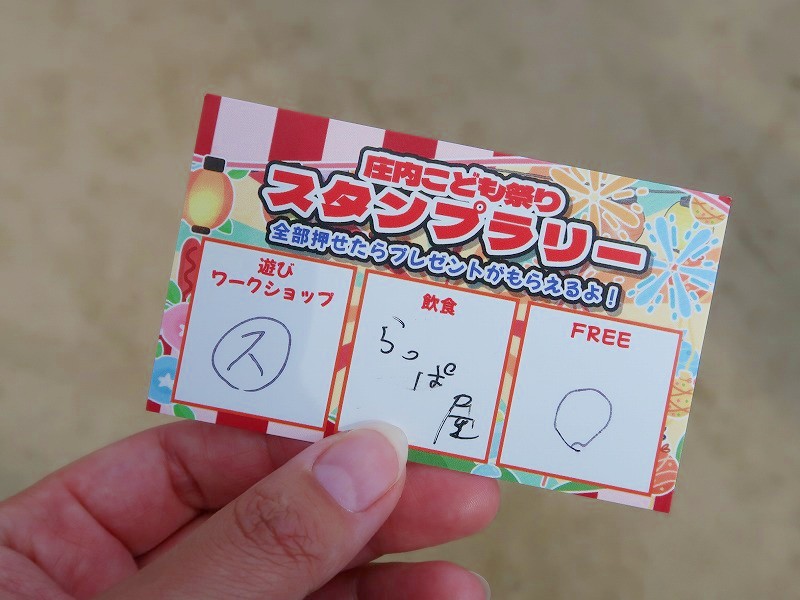 庄内こども祭り
スタンプラリー
全部押せたらプレゼントがもらえるよ！
遊び
ワークショップ
ス
飲食
らっぱ
屋
FREE